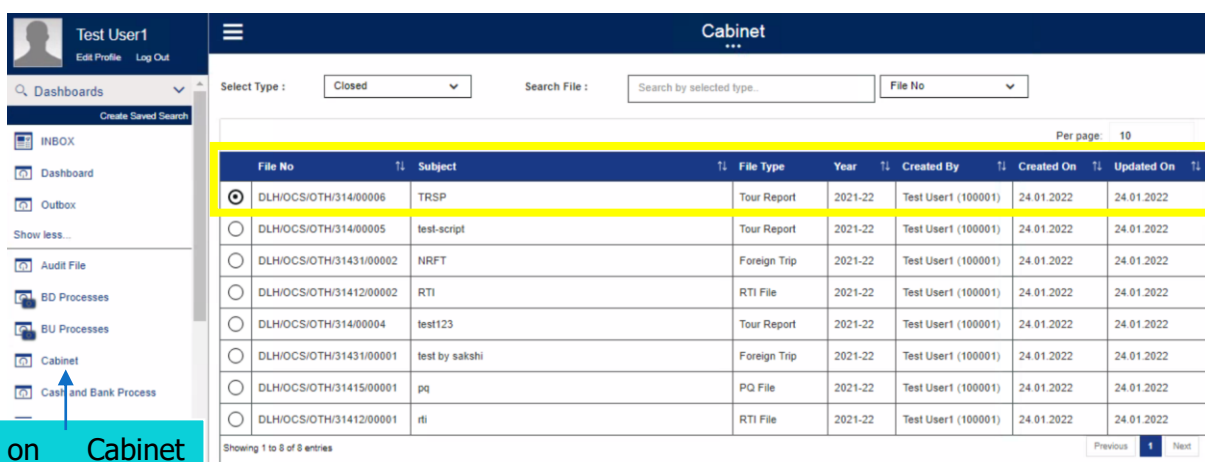 Test User1
Edit Profile Log Out
Cabinet
Dashboards
Create Saved Search
INBOX
Dashboard
Outbox
Show less...
Audit File
BD Processes
BU Processes
Cabinet
Cash and Bank Process
on Cabinet
Select Type : Closed Search File : Search by selected type.. File No
Per page: 10
File No Subject File Type Year Created By Created On Updated On
DLH/OCS/OTH/314/00006 TRSP Tour Report 2021-22 Test User1 (100001) 24.01.2022 24.01.2022
DLH/OCS/OTH/314/00005 test-script Tour Report 2021-22 Test User1 (100001) 24.01.2022 24.01.2022
DLH/OCS/OTH/31431/00002 NRFT Foreign Trip 2021-22 Test User1 (100001) 24.01.2022 24.01.2022
DLH/OCS/OTH/31412/00002 RTI RTI File 2021-22 Test User1 (100001) 24.01.2022 24.01.2022
DLH/OCS/OTH/314/00004 test123 Tour Report 2021-22 Test User1 (100001) 24.01.2022 24.01.2022
DLH/OCS/OTH/31431/00001 test by sakshi Foreign Trip 2021-22 Test User1 (100001) 24.01.2022 24.01.2022
DLH/OCS/OTH/31415/00001 pq PQ File 2021-22 Test User1 (100001) 24.01.2022 24.01.2022
DLH/OCS/OTH/31412/00001 rti RTI File 2021-22 Test User1 (100001) 24.01.2022 24.01.2022
Showing 1 to 8 of 8 entries Previous 1 Next